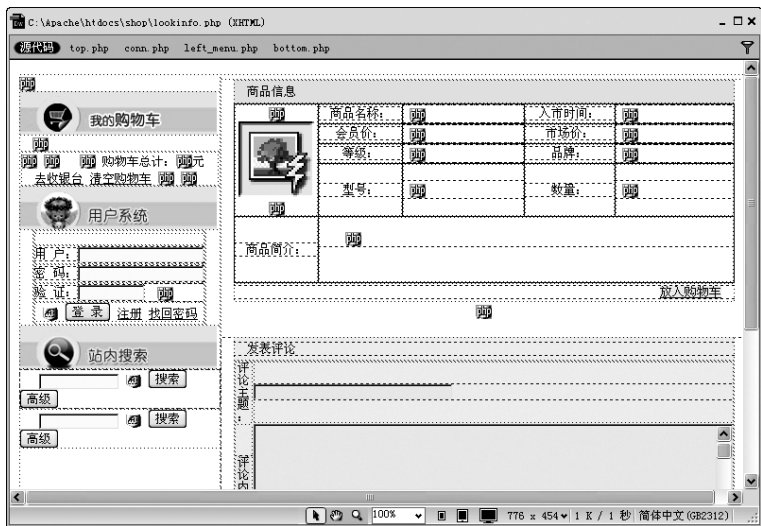 C:\Apache\htdocs\shop\lookinfo.php (XHTML)
源代码 top.php conn.php left_menu.php bottom.php
php
我的购物车
php
php php php 购物车总计：php元
去收银台 清空购物车 php php
用户系统
用 户：
密 码：
验 证： php
登 录 注册 找回密码
站内搜索
搜索
高级
搜索
高级
商品信息
php 商品名称： php 入市时间： php
会员价： php 市场价： php
等级： php 品牌： php
型号： php 数量： php
php
商品简介： php
放入购物车
php
发表评论
评论主题：
评论内
100% 776 x 454 1 K / 1 秒 简体中文(GB2312)